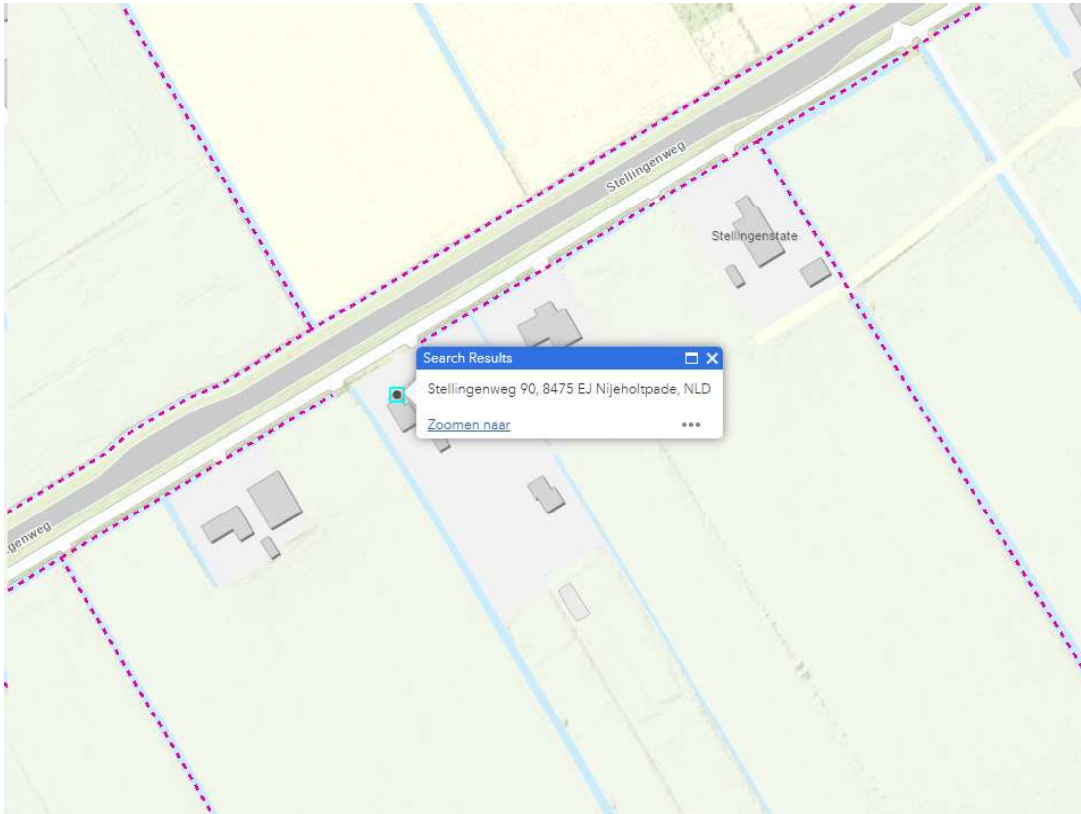 Stellingenweg
Stellingenstate
Search Results
Stellingenweg 90, 8475 EJ Nijeholtpade, NLD
Zoomen naar
genweg